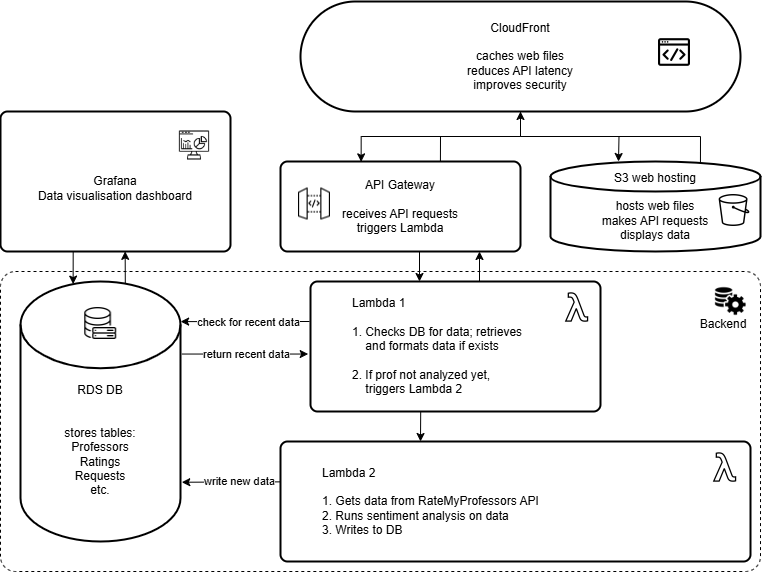 CloudFront
caches web files
reduces API latency
improves security
Grafana
Data visualisation dashboard
API Gateway
receives API requests
triggers Lambda
S3 web hosting
hosts web files
makes API requests
displays data
Backend
RDS DB
stores tables:
Professors
Ratings
Requests
etc.
check for recent data
return recent data
write new data
Lambda 1
1. Checks DB for data; retrieves
and formats data if exists
2. If prof not analyzed yet,
triggers Lambda 2
Lambda 2
1. Gets data from RateMyProfessors API
2. Runs sentiment analysis on data
3. Writes to DB